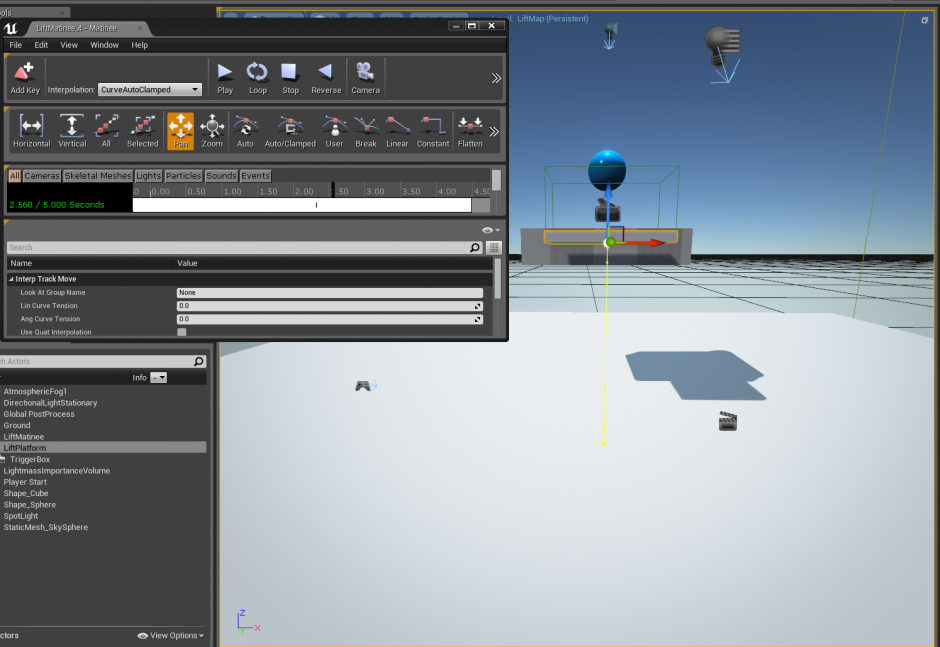 ools
LiftMatinee.4 - Matinee
LiftMap (Persistent)
File Edit View Window Help
Add Key
Interpolation: CurveAutoClamped
Play Loop Stop Reverse Camera
Horizontal Vertical All Selected Pan Zoom Auto Auto/Clamped User Break Linear Constant Flatten
All Cameras Skeletal Meshes Lights Particles Sounds Events
0.00 0.50 1.00 1.50 2.00 .50 3.00 3.50 4.00 4.50
2.560 / 5.000 Seconds
Search
Name Value
Interp Track Move
Look At Group Name None
Lin Curve Tension 0.0
Ang Curve Tension 0.0
Use Quat Interpolation
ch Actors
Info
AtmosphericFog1
DirectionalLightStationary
Global PostProcess
Ground
LiftMatinee
LiftPlatform
TriggerBox
LightmassImportanceVolume
Player Start
Shape_Cube
Shape_Sphere
SpotLight
StaticMesh_SkySphere
ctors
View Options
Z
Y X